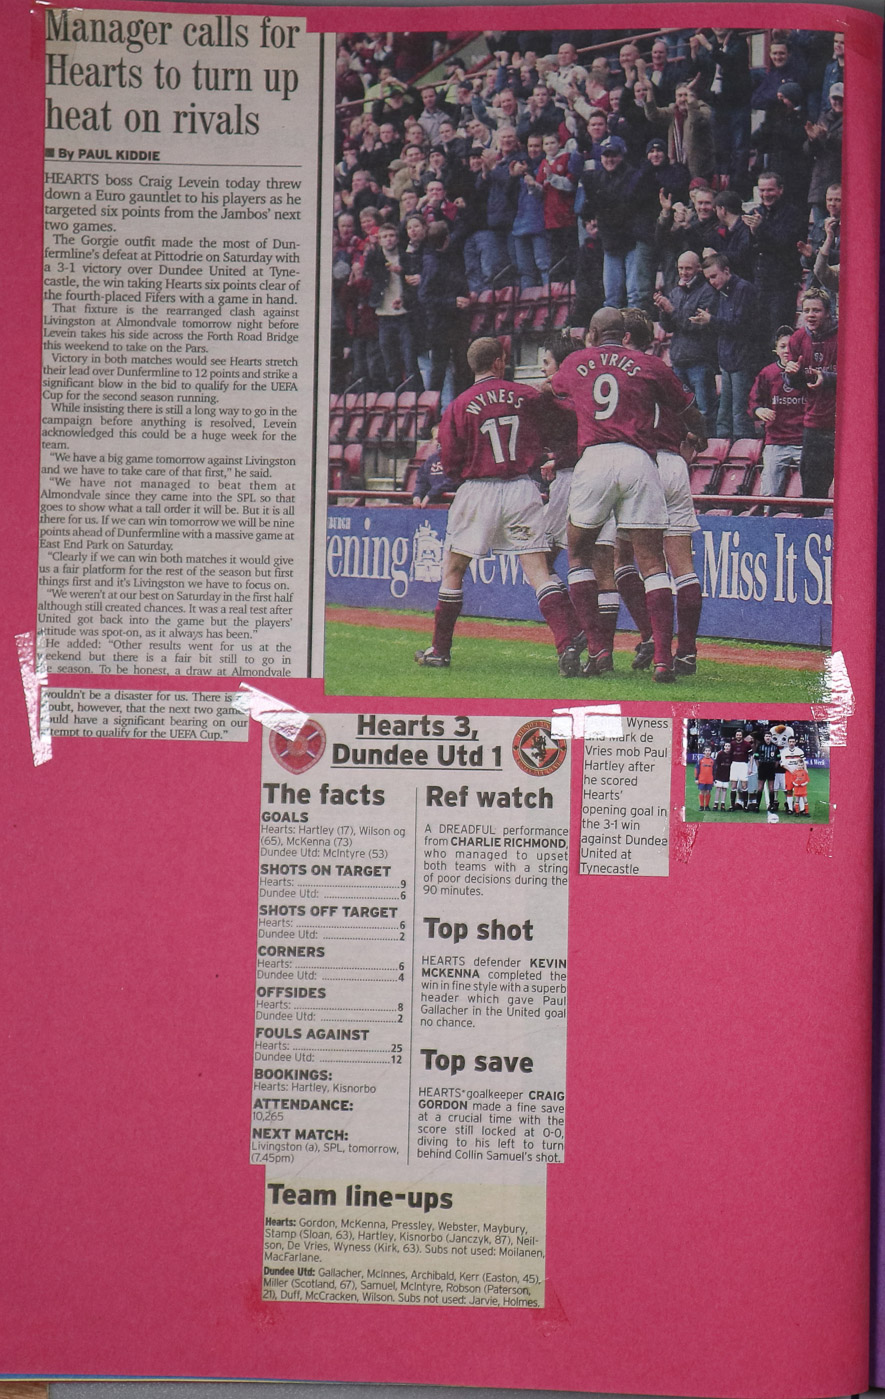 Manager calls for
Hearts to turn up
heat on rivals
■ By PAUL KIDDIE
HEARTS boss Craig Levein today threw
down a Euro gauntlet to his players as he
targeted six points from the Jambos' next
two games.
The Gorgie outfit made the most of Dun-
fermline's defeat at Pittodrie on Saturday with
a 3-1 victory over Dundee United at Tyne-
castle, the win taking Hearts six points clear of
the fourth-placed Fifers with a game in hand.
That fixture is the rearranged clash against
Livingston at Almondvale tomorrow night before
Levein takes his side across the Forth Road Bridge
this weekend to take on the Pars.
Victory in both matches would see Hearts stretch
their lead over Dunfermline to 12 points and strike a
significant blow in the bid to qualify for the UEFA
Cup for the second season running.
While insisting there is still a long way to go in the
campaign before anything is resolved, Levein
acknowledged this could be a huge week for the
team.
"We have a big game tomorrow against Livingston
and we have to take care of that first," he said.
"We have not managed to beat them at
Almondvale since they came into the SPL so that
goes to show what a tall order it will be. But it is all
there for us. If we can win tomorrow we will be nine
points ahead of Dunfermline with a massive game at
East End Park on Saturday.
"Clearly if we can win both matches it would give
us a fair platform for the rest of the season but first
things first and it's Livingston we have to focus on.
"We weren't at our best on Saturday in the first half
although still created chances. It was a real test after
United got back into the game but the players'
attitude was spot-on, as it always has been."
He added: "Other results went for us at the
weekend but there is a fair bit still to go in
the season. To be honest, a draw at Almondvale
wouldn't be a disaster for us. There is
doubt, however, that the next two games
could have a significant bearing on our
attempt to qualify for the UEFA Cup."
WYNESS
17
De VRIES
9
all:sports
ening News
Miss It Si
Hearts 3,
Dundee Utd 1
The facts
GOALS
Hearts: Hartley (17), Wilson og
(65), McKenna (73)
Dundee Utd: McIntyre (53)
SHOTS ON TARGET
Hearts: 9
Dundee Utd: 6
SHOTS OFF TARGET
Hearts: 6
Dundee Utd: 2
CORNERS
Hearts: 6
Dundee Utd: 4
OFFSIDES
Hearts: 8
Dundee Utd: 2
FOULS AGAINST
Hearts: 25
Dundee Utd: 12
BOOKINGS:
Hearts: Hartley, Kisnorbo
ATTENDANCE:
10,265
NEXT MATCH:
Livingston (a), SPL, tomorrow,
(7.45pm)
Ref watch
A DREADFUL performance
from CHARLIE RICHMOND,
who managed to upset
both teams with a string
of poor decisions during the
90 minutes.
Top shot
HEARTS defender KEVIN
MCKENNA completed the
win in fine style with a superb
header which gave Paul
Gallacher in the United goal
no chance.
Top save
HEARTS goalkeeper CRAIG
GORDON made a fine save
at a crucial time with the
score still locked at 0-0,
diving to his left to turn
behind Collin Samuel's shot.
Wyness
and Mark de
Vries mob Paul
Hartley after
he scored
Hearts'
opening goal in
the 3-1 win
against Dundee
United at
Tynecastle
Team line-ups
Hearts: Gordon, McKenna, Pressley, Webster, Maybury,
Stamp (Sloan, 63), Hartley, Kisnorbo (Janczyk, 87), Neil-
son, De Vries, Wyness (Kirk, 63). Subs not used: Moilanen,
MacFarlane.
Dundee Utd: Gallacher, McInnes, Archibald, Kerr (Easton, 45),
Miller (Scotland, 67), Samuel, McIntyre, Robson (Paterson,
21), Duff, McCracken, Wilson. Subs not used: Jarvie, Holmes.